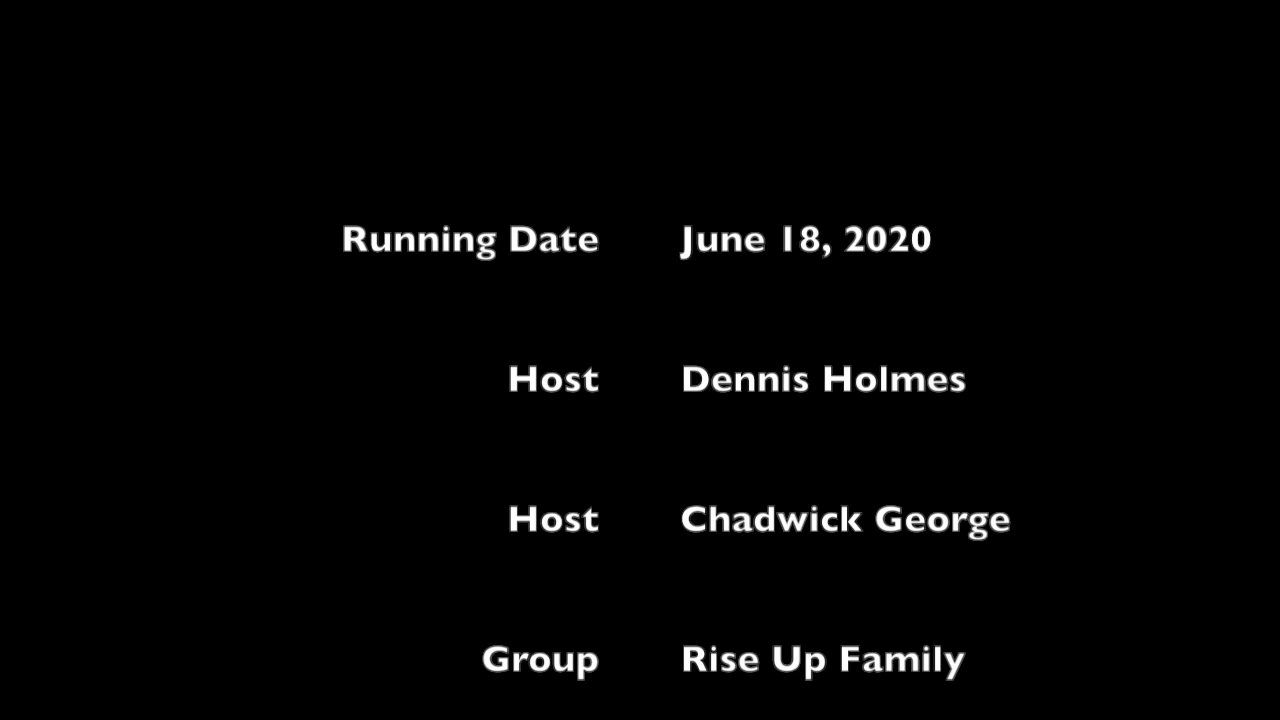 Running Date June 18, 2020
Host Dennis Holmes
Host Chadwick George
Group Rise Up Family